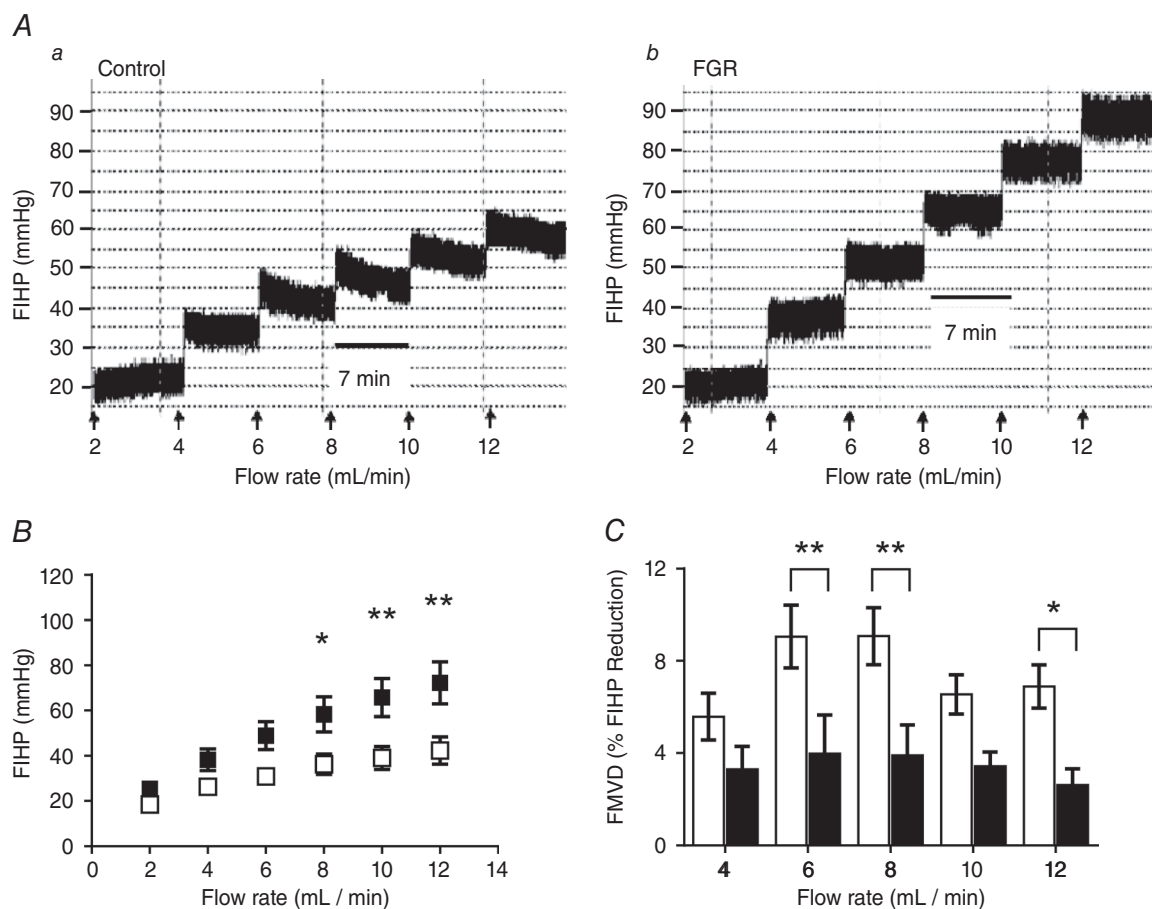 A
a
Control
FIHP (mmHg)
90
80
70
60
50
40
30
20
7 min
2 4 6 8 10 12
Flow rate (mL/min)
b
FGR
FIHP (mmHg)
90
80
70
60
50
40
30
20
7 min
2 4 6 8 10 12
Flow rate (mL/min)
B
FIHP (mmHg)
120
100
80
60
40
20
0
* ** **
0 2 4 6 8 10 12 14
Flow rate (mL / min)
C
FMVD (% FIHP Reduction)
12
8
4
0
** ** *
4 6 8 10 12
Flow rate (mL / min)